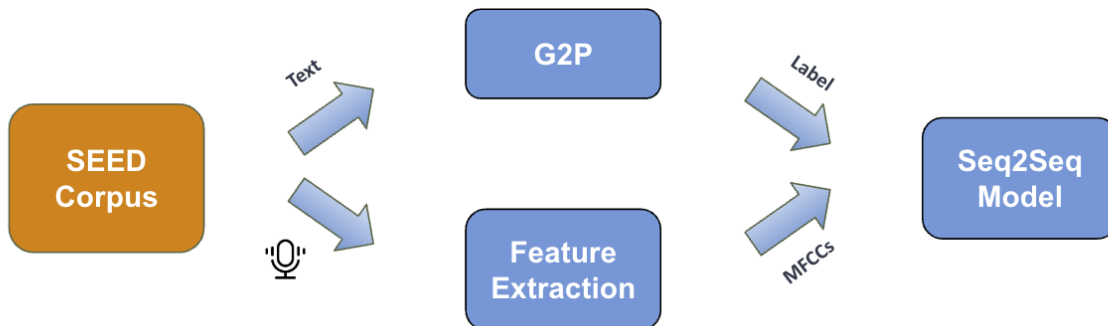 G2P
Text
Label
SEED
Corpus
Seq2Seq
Model
Feature
Extraction
MFCCs